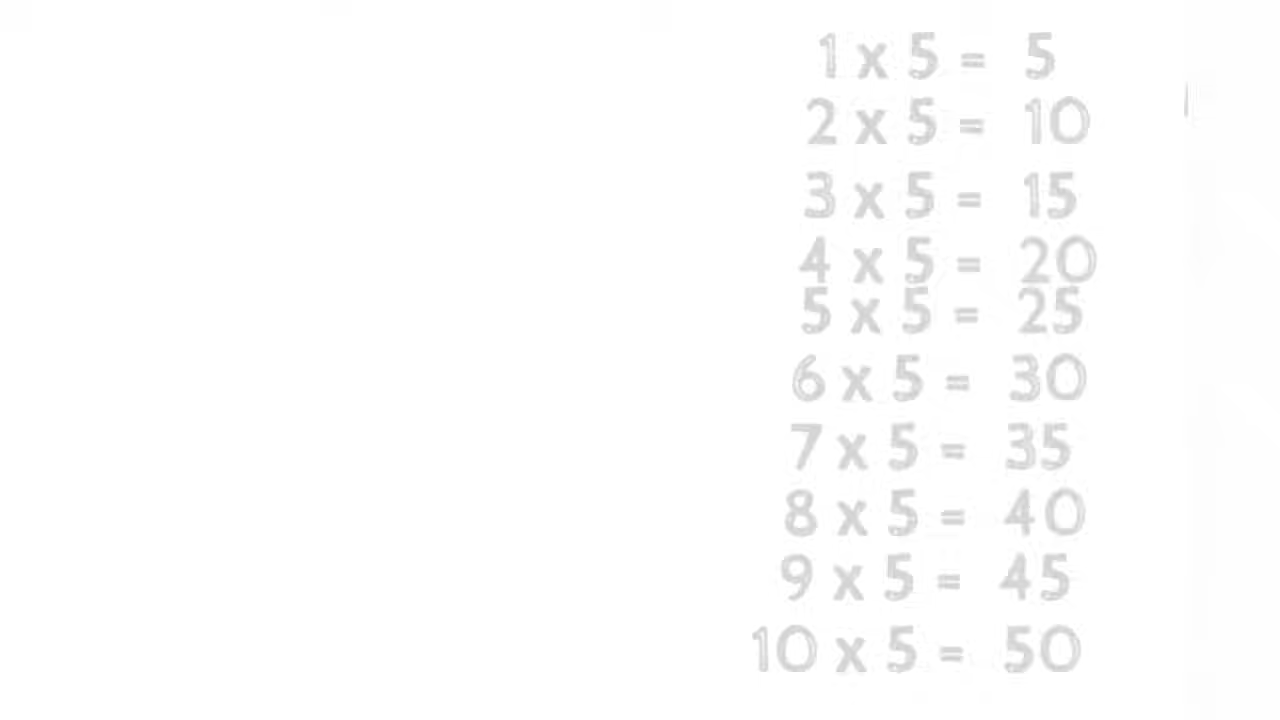 1 x 5 = 5
2 x 5 = 10
3 x 5 = 15
4 x 5 = 20
5 x 5 = 25
6 x 5 = 30
7 x 5 = 35
8 x 5 = 40
9 x 5 = 45
10 x 5 = 50